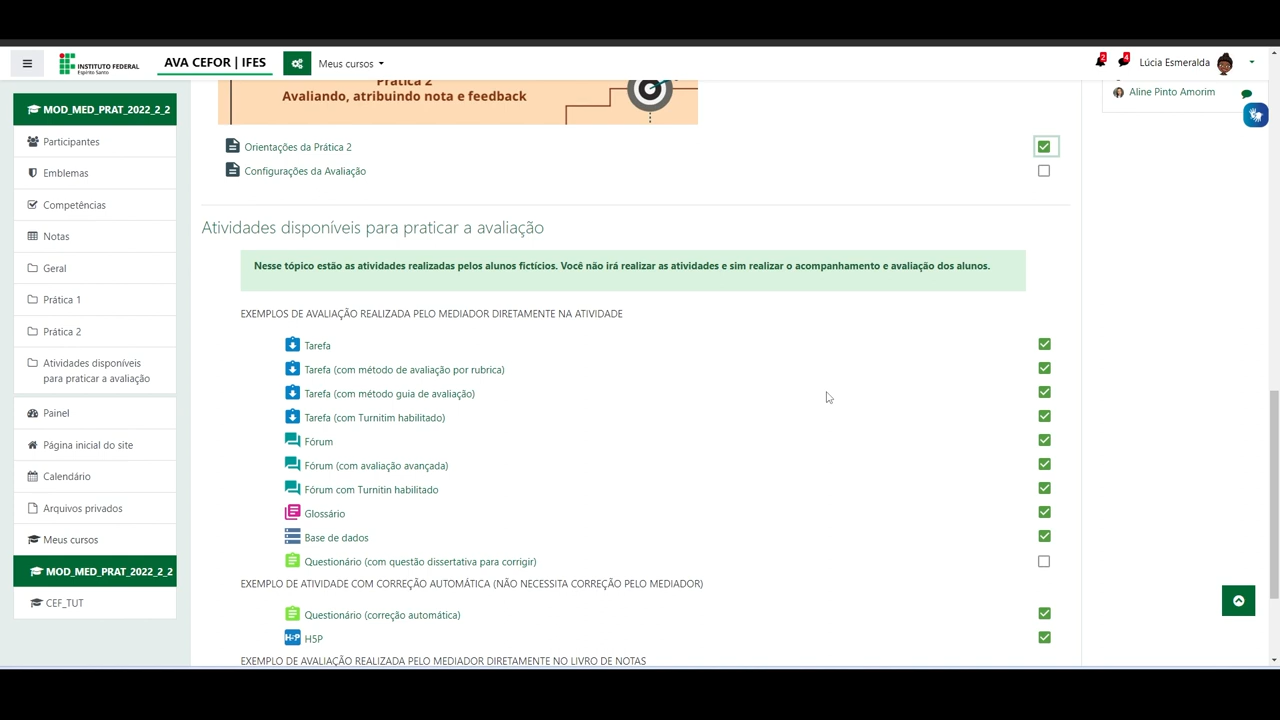 INSTITUTO FEDERAL
Espírito Santo
AVA CEFOR | IFES
Meus cursos
2
4
Lúcia Esmeralda
MOD_MED_PRAT_2022_2_2
Participantes
Emblemas
Competências
Notas
Geral
Prática 1
Prática 2
Atividades disponíveis
para praticar a avaliação
Painel
Página inicial do site
Calendário
Arquivos privados
Meus cursos
MOD_MED_PRAT_2022_2_2
CEF_TUT
Prática 2
Avaliando, atribuindo nota e feedback
Orientações da Prática 2
Configurações da Avaliação
Atividades disponíveis para praticar a avaliação
Nesse tópico estão as atividades realizadas pelos alunos fictícios. Você não irá realizar as atividades e sim realizar o acompanhamento e avaliação dos alunos.
EXEMPLOS DE AVALIAÇÃO REALIZADA PELO MEDIADOR DIRETAMENTE NA ATIVIDADE
Tarefa
Tarefa (com método de avaliação por rubrica)
Tarefa (com método guia de avaliação)
Tarefa (com Turnitim habilitado)
Fórum
Fórum (com avaliação avançada)
Fórum com Turnitin habilitado
Glossário
Base de dados
Questionário (com questão dissertativa para corrigir)
EXEMPLO DE ATIVIDADE COM CORREÇÃO AUTOMÁTICA (NÃO NECESSITA CORREÇÃO PELO MEDIADOR)
Questionário (correção automática)
H5P
H5P
EXEMPLO DE AVALIAÇÃO REALIZADA PELO MEDIADOR DIRETAMENTE NO LIVRO DE NOTAS
Aline Pinto Amorim